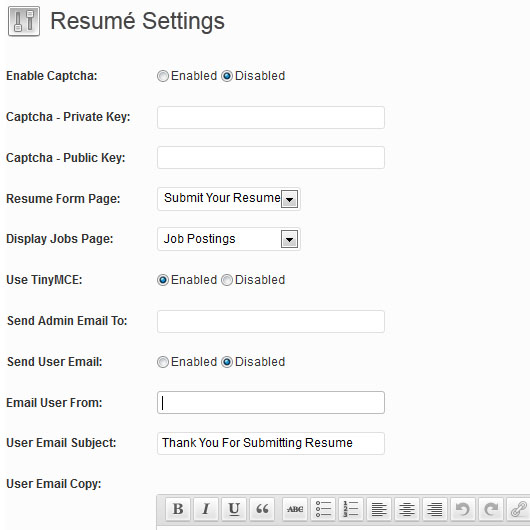 Resumé Settings
Enable Captcha: Enabled Disabled
Captcha - Private Key:
Captcha - Public Key:
Resume Form Page: Submit Your Resume
Display Jobs Page: Job Postings
Use TinyMCE: Enabled Disabled
Send Admin Email To:
Send User Email: Enabled Disabled
Email User From:
User Email Subject: Thank You For Submitting Resume
User Email Copy:
B I U “ ABC